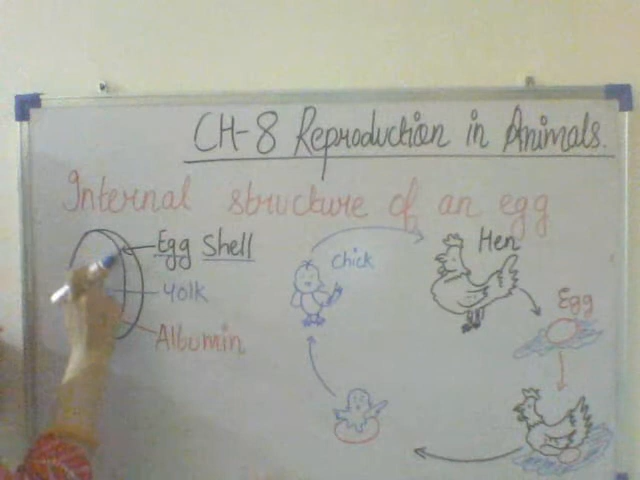 CH-8 Reproduction in Animals.
Internal structure of an egg
Egg Shell
Yolk
Albumin
Chick
Hen
Egg